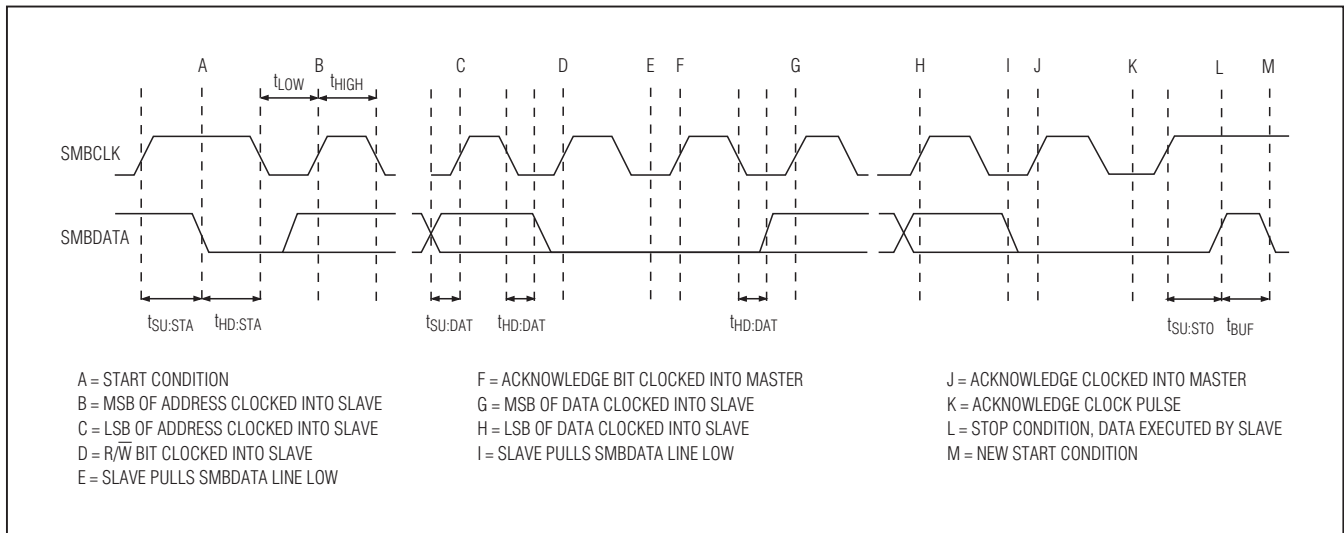 A B C D E F G H I J K L M
tLOW tHIGH
SMBCLK
SMBDATA
tSU:STA tHD:STA tSU:DAT tHD:DAT tHD:DAT tSU:STO tBUF
A = START CONDITION
B = MSB OF ADDRESS CLOCKED INTO SLAVE
C = LSB OF ADDRESS CLOCKED INTO SLAVE
D = R/W̅ BIT CLOCKED INTO SLAVE
E = SLAVE PULLS SMBDATA LINE LOW
F = ACKNOWLEDGE BIT CLOCKED INTO MASTER
G = MSB OF DATA CLOCKED INTO SLAVE
H = LSB OF DATA CLOCKED INTO SLAVE
I = SLAVE PULLS SMBDATA LINE LOW
J = ACKNOWLEDGE CLOCKED INTO MASTER
K = ACKNOWLEDGE CLOCK PULSE
L = STOP CONDITION, DATA EXECUTED BY SLAVE
M = NEW START CONDITION